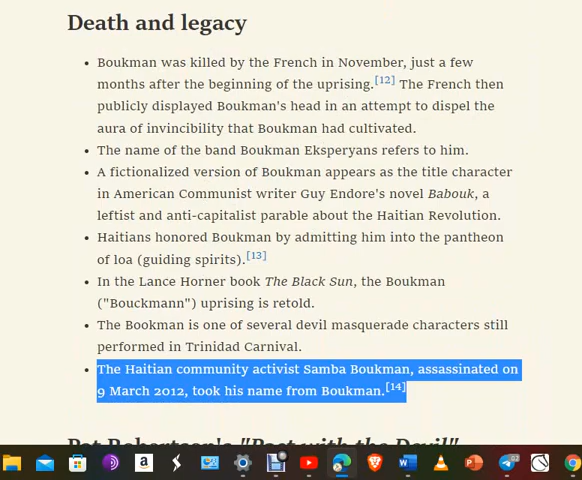 Death and legacy
• Boukman was killed by the French in November, just a few
months after the beginning of the uprising.[12] The French then
publicly displayed Boukman's head in an attempt to dispel the
aura of invincibility that Boukman had cultivated.
• The name of the band Boukman Eksperyans refers to him.
• A fictionalized version of Boukman appears as the title character
in American Communist writer Guy Endore's novel Babouk, a
leftist and anti-capitalist parable about the Haitian Revolution.
• Haitians honored Boukman by admitting him into the pantheon
of loa (guiding spirits).[13]
• In the Lance Horner book The Black Sun, the Boukman
("Bouckmann") uprising is retold.
• The Bookman is one of several devil masquerade characters still
performed in Trinidad Carnival.
• The Haitian community activist Samba Boukman, assassinated on
9 March 2012, took his name from Boukman.[14]
Pat Robertson's "Pact with the Devil"